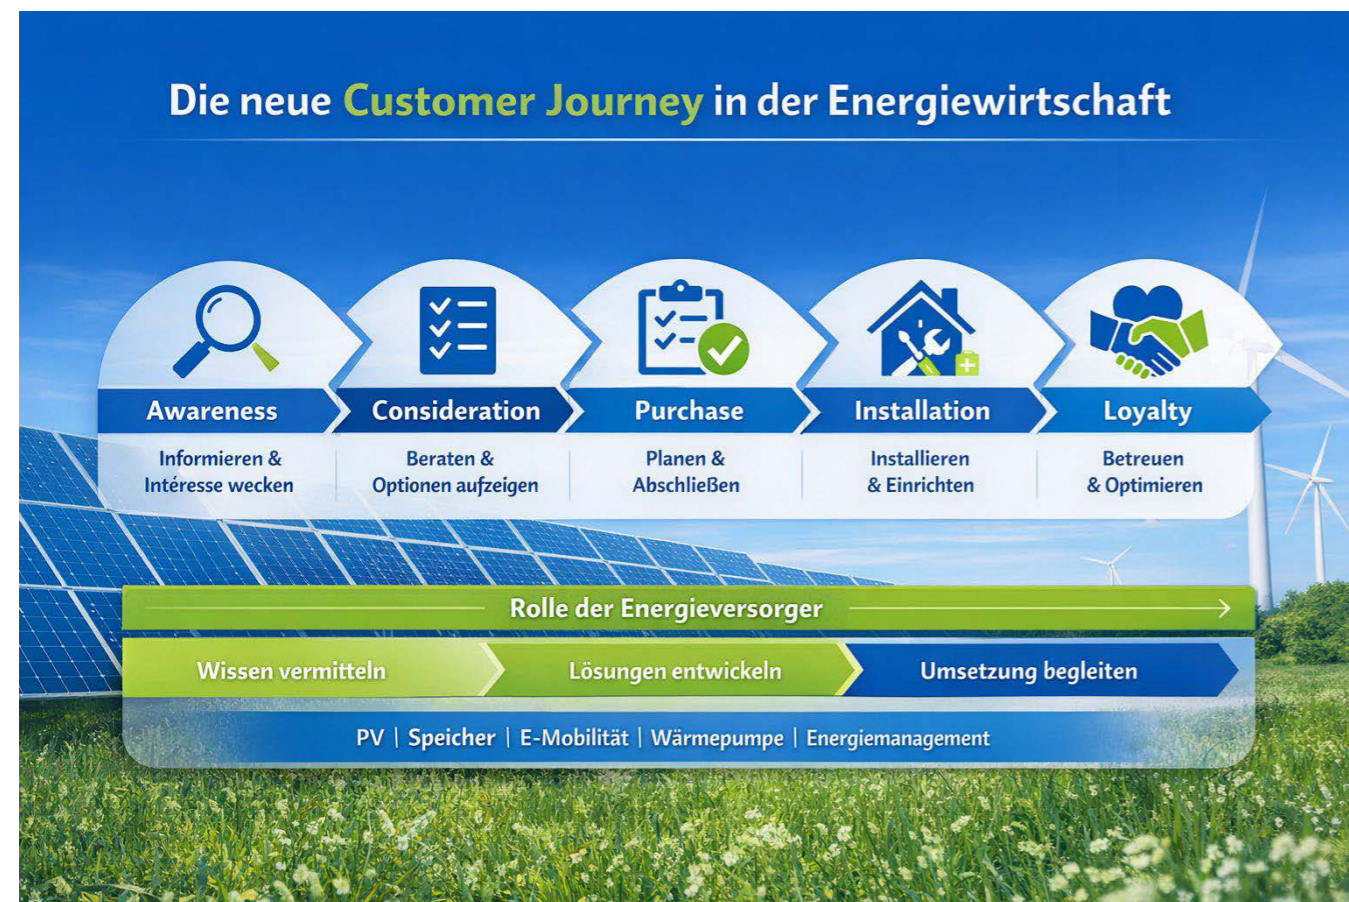 Die neue Customer Journey in der Energiewirtschaft
Awareness
Informieren &
Intéresse wecken
Consideration
Beraten &
Optionen aufzeigen
Purchase
Planen &
Abschließen
Installation
Installieren
& Einrichten
Loyalty
Betreuen
& Optimieren
Rolle der Energieversorger
Wissen vermitteln
Lösungen entwickeln
Umsetzung begleiten
PV | Speicher | E-Mobilität | Wärmepumpe | Energiemanagement